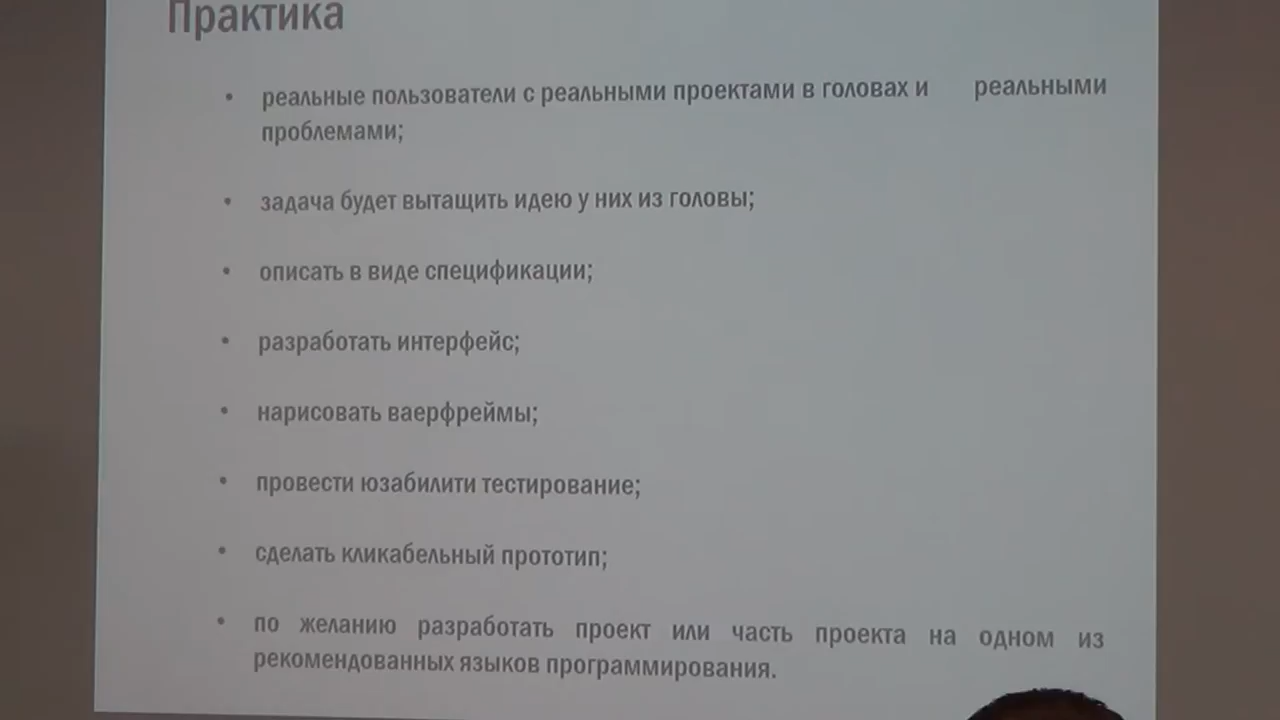 Практика
• реальные пользователи с реальными проектами в головах и реальными
проблемами;
• задача будет вытащить идею у них из головы;
• описать в виде спецификации;
• разработать интерфейс;
• нарисовать ваерфреймы;
• провести юзабилити тестирование;
• сделать кликабельный прототип;
• по желанию разработать проект или часть проекта на одном из
рекомендованных языков программирования.